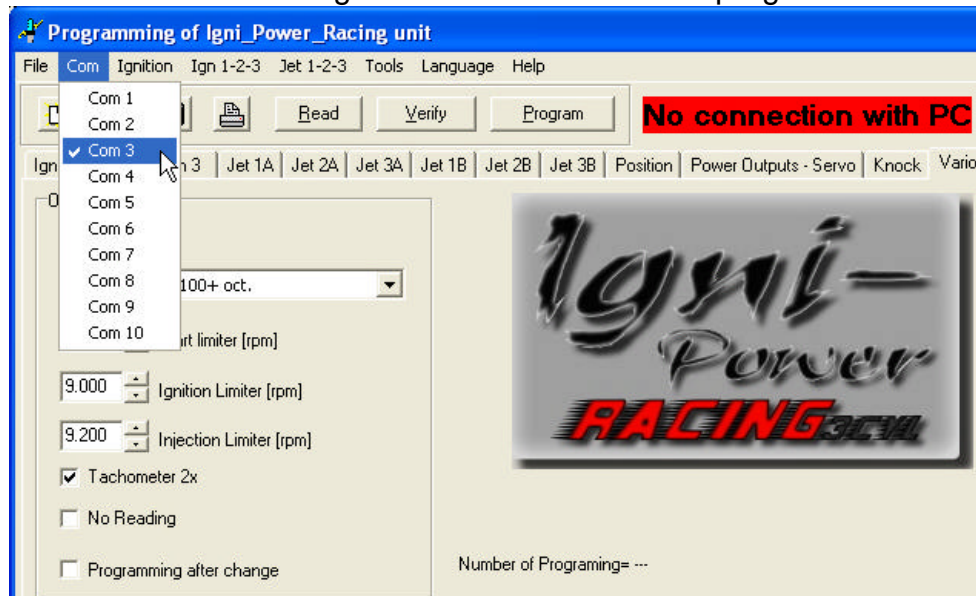 Programming of Igni_Power_Racing unit
File Com Ignition Ign 1-2-3 Jet 1-2-3 Tools Language Help
Com 1
Com 2
Com 3
Com 4
Com 5
Com 6
Com 7
Com 8
Com 9
Com 10
Read Verify Program No connection with PC
Ign 3 Jet 1A Jet 2A Jet 3A Jet 1B Jet 2B Jet 3B Position Power Outputs - Servo Knock Vario
100+ oct.
rt limiter [rpm]
9.000 Ignition Limiter [rpm]
9.200 Injection Limiter [rpm]
Tachometer 2x
No Reading
Programming after change
Igni-
Power
RACING 3CYL
Number of Programing= ---